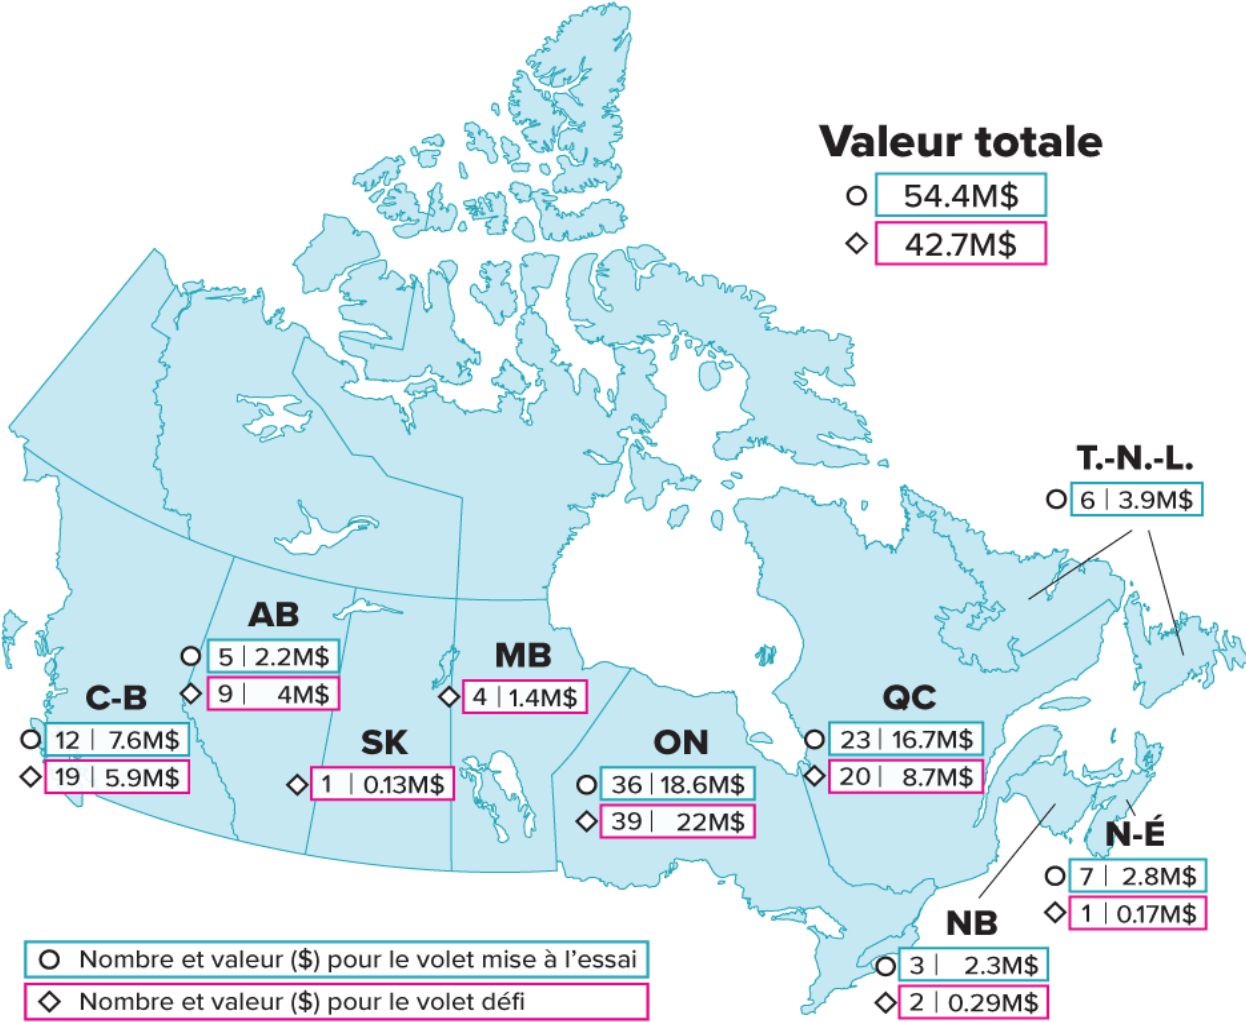 Valeur totale
54.4M$
42.7M$
T.-N.-L.
6 | 3.9M$
AB
5 | 2.2M$
9 | 4M$
MB
4 | 1.4M$
C-B
12 | 7.6M$
19 | 5.9M$
SK
1 | 0.13M$
ON
36 | 18.6M$
39 | 22M$
QC
23 | 16.7M$
20 | 8.7M$
N-É
7 | 2.8M$
1 | 0.17M$
NB
3 | 2.3M$
2 | 0.29M$
Nombre et valeur ($) pour le volet mise à l’essai
Nombre et valeur ($) pour le volet défi